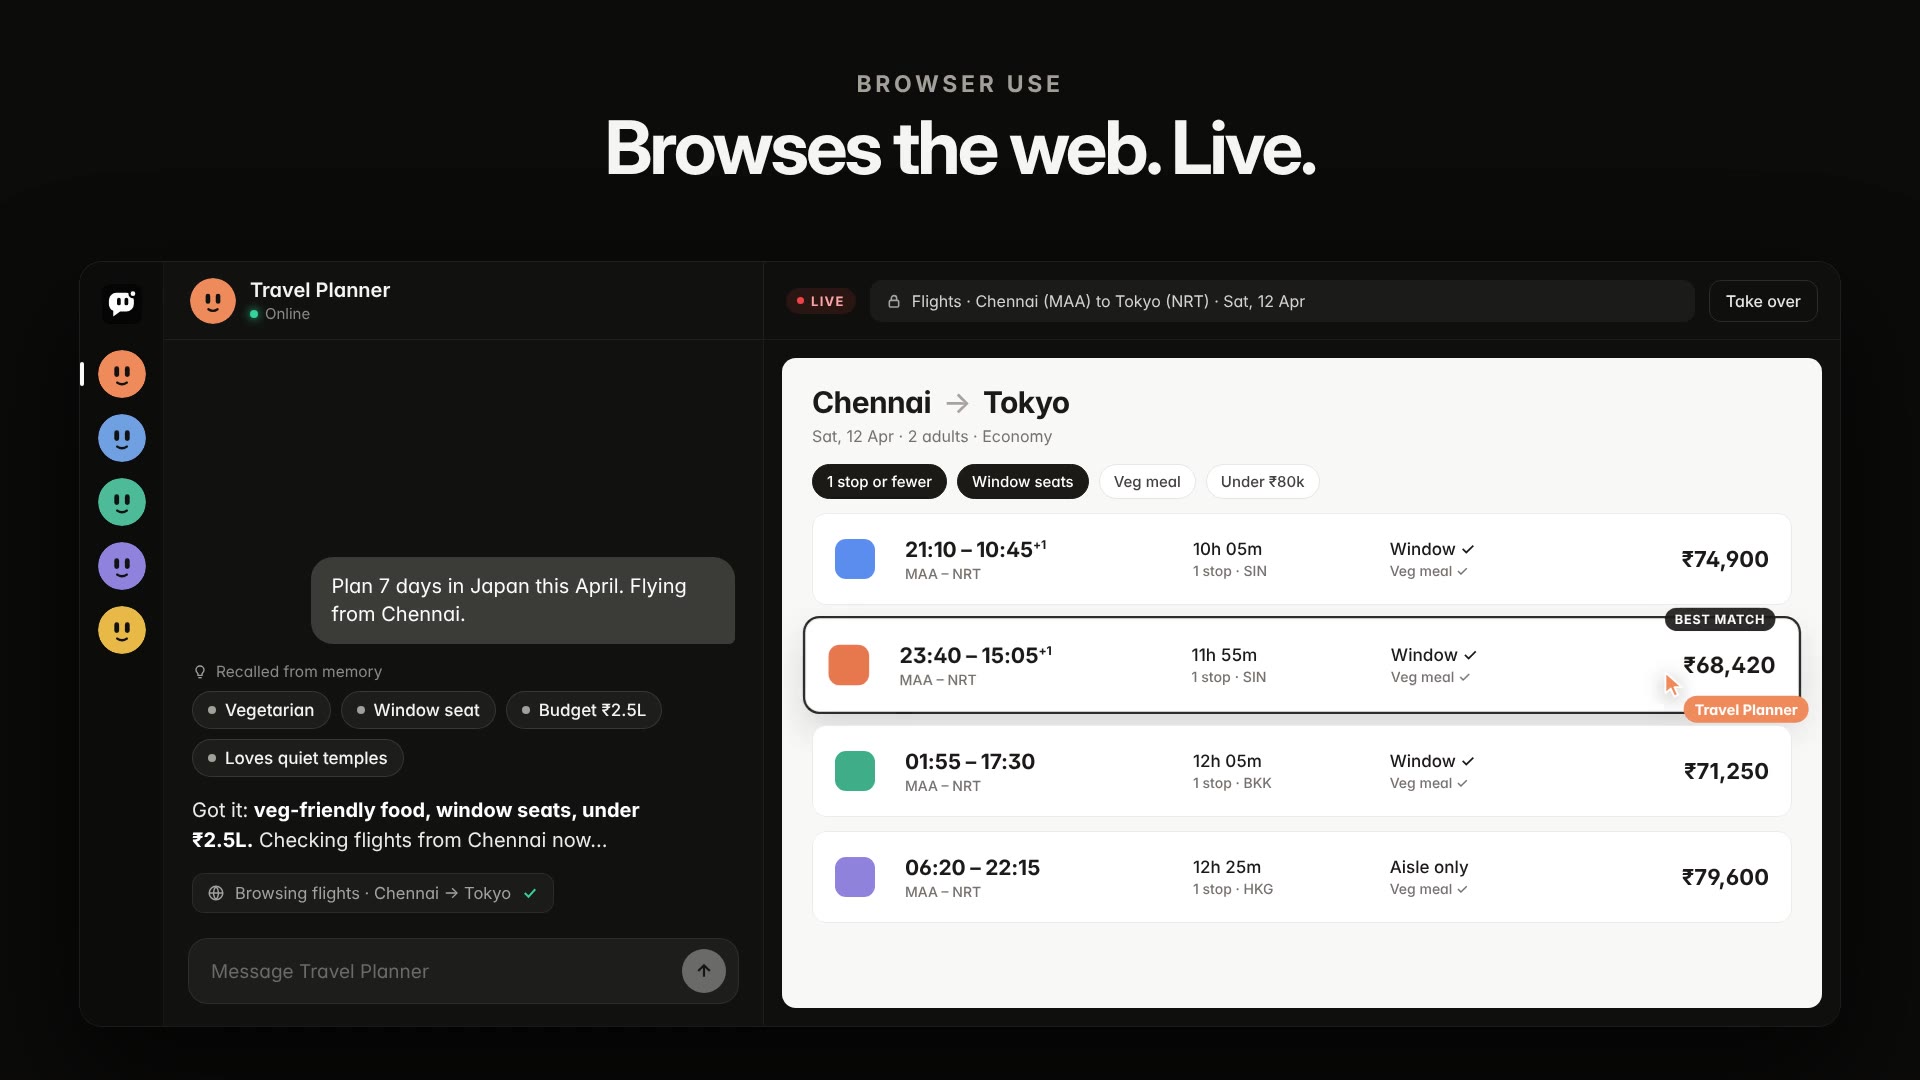 BROWSER USE
Browses the web. Live.
Travel Planner
Online
Plan 7 days in Japan this April. Flying
from Chennai.
Recalled from memory
Vegetarian
Window seat
Budget ₹2.5L
Loves quiet temples
Got it: veg-friendly food, window seats, under
₹2.5L. Checking flights from Chennai now...
Browsing flights · Chennai → Tokyo ✓
Message Travel Planner
LIVE
Flights · Chennai (MAA) to Tokyo (NRT) · Sat, 12 Apr
Take over
Chennai → Tokyo
Sat, 12 Apr · 2 adults · Economy
1 stop or fewer
Window seats
Veg meal
Under ₹80k
21:10 – 10:45+1
MAA – NRT
10h 05m
1 stop · SIN
Window ✓
Veg meal ✓
₹74,900
BEST MATCH
23:40 – 15:05+1
MAA – NRT
11h 55m
1 stop · SIN
Window ✓
Veg meal ✓
₹68,420
Travel Planner
01:55 – 17:30
MAA – NRT
12h 05m
1 stop · BKK
Window ✓
Veg meal ✓
₹71,250
06:20 – 22:15
MAA – NRT
12h 25m
1 stop · HKG
Aisle only
Veg meal ✓
₹79,600